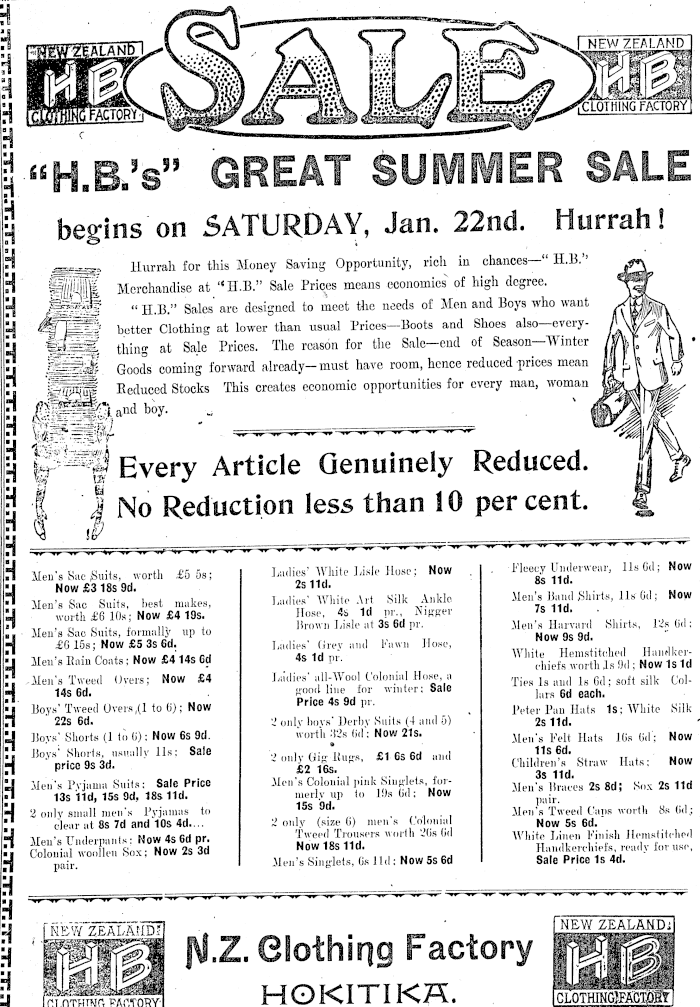 NEW ZEALAND
HB
CLOTHING FACTORY
SALE
NEW ZEALAND
HB
CLOTHING FACTORY
"H.B.'s" GREAT SUMMER SALE
begins on SATURDAY, Jan. 22nd. Hurrah!
Hurrah for this Money Saving Opportunity, rich in chances—"H.B."
Merchandise at "H.B." Sale Prices means economies of high degree.
"H.B." Sales are designed to meet the needs of Men and Boys who want
better Clothing at lower than usual Prices—Boots and Shoes also—every-
thing at Sale Prices. The reason for the Sale—end of Season—Winter
Goods coming forward already—must have room, hence reduced prices mean
Reduced Stocks This creates economic opportunities for every man, woman
and boy.
Every Article Genuinely Reduced.
No Reduction less than 10 per cent.
Men's Sac Suits, worth £5 5s;
Now £3 18s 9d.
Men's Sac Suits, best makes,
worth £6 10s; Now £4 19s.
Men's Sac Suits, formally up to
£6 15s; Now £5 3s 6d.
Men's Rain Coats; Now £4 14s 6d
Men's Tweed Overs; Now £4
14s 6d.
Boys' Tweed Overs,(1 to 6); Now
22s 6d.
Boys' Shorts (1 to 6); Now 6s 9d.
Boys' Shorts, usually 11s; Sale
price 9s 3d.
Men's Pyjama Suits; Sale Price
13s 11d, 15s 9d, 18s 11d.
2 only small men's Pyjamas to
clear at 8s 7d and 10s 4d....
Men's Underpants; Now 4s 6d pr.
Colonial woollen Sox; Now 2s 3d
pair.
Ladies' White Lisle Hose; Now
2s 11d.
Ladies' White Art Silk Ankle
Hose, 4s 1d pr., Nigger
Brown Lisle at 3s 6d pr.
Ladies' Grey and Fawn Hose,
4s 1d pr.
Ladies' all-Wool Colonial Hose, a
good line for winter; Sale
Price 4s 9d pr.
2 only boys' Derby Suits (4 and 5)
worth 32s 6d; Now 21s.
2 only Gig Rugs, £1 6s 6d and
£2 16s.
Men's Colonial pink Singlets, for-
merly up to 19s 6d; Now
15s 9d.
2 only (size 6) men's Colonial
Tweed Trousers worth 26s 6d
Now 18s 11d.
Men's Singlets, 6s 11d; Now 5s 6d
Fleecy Underwear, 11s 6d; Now
8s 11d.
Men's Band Shirts, 11s 6d; Now
7s 11d.
Men's Harvard Shirts, 12s 6d;
Now 9s 9d.
White Hemstitched Handker-
chiefs worth 1s 9d; Now 1s 1d
Ties 1s and 1s 6d; soft silk Col-
lars 6d each.
Peter Pan Hats 1s; White Silk
2s 11d.
Men's Felt Hats 16s 6d; Now
11s 6d.
Children's Straw Hats; Now
3s 11d.
Men's Braces 2s 8d; Sox 2s 11d
pair.
Men's Tweed Caps worth 8s 6d;
Now 5s 6d.
White Linen Finish Hemstitched
Handkerchiefs, ready for use,
Sale Price 1s 4d.
NEW ZEALAND
HB
CLOTHING FACTORY
N.Z. Clothing Factory
HOKITIKA.
NEW ZEALAND
HB
CLOTHING FACTORY